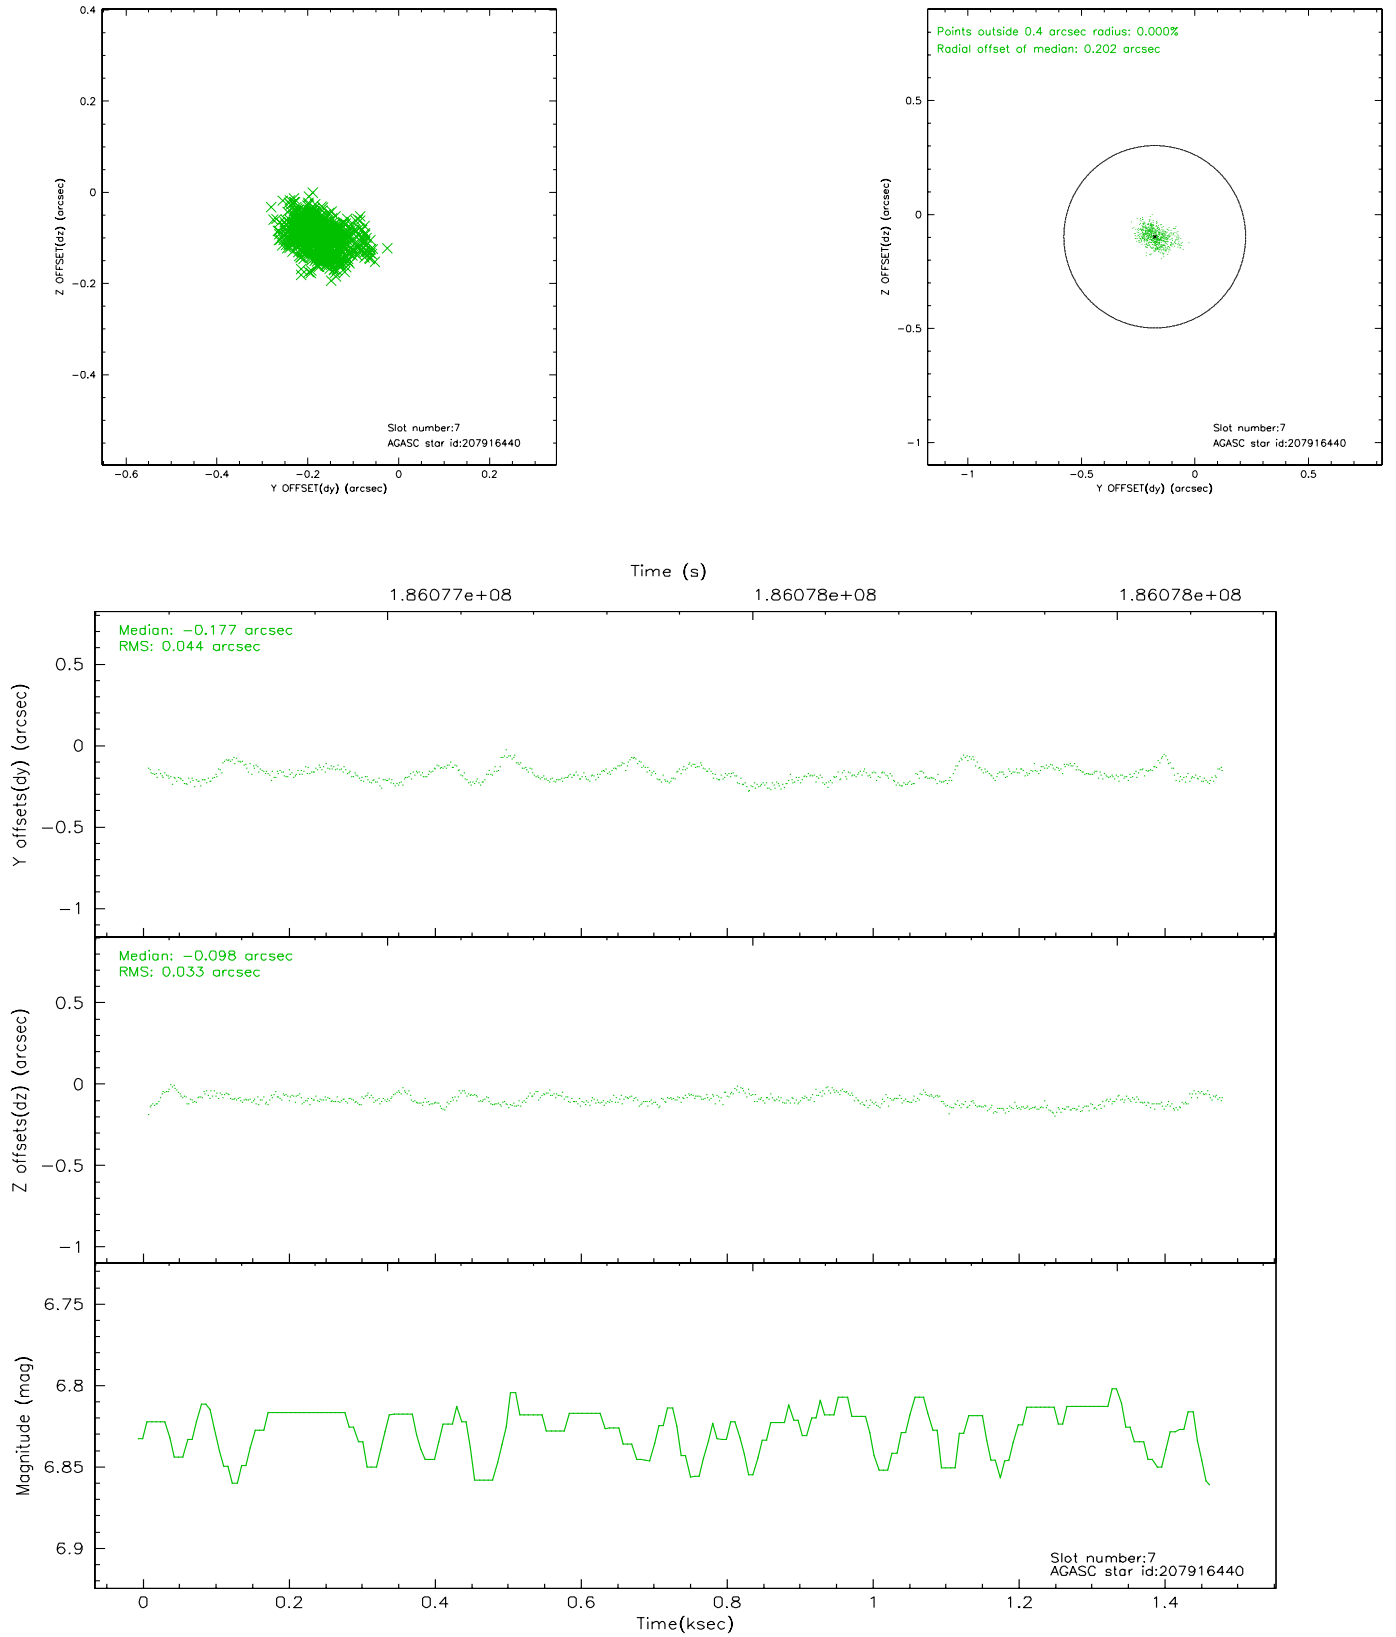 0.4
0.2
0
−0.2
−0.4
Z OFFSET(dz) (arcsec)
Slot number:7
AGASC star id:207916440
−0.6
−0.4
−0.2
0
0.2
Y OFFSET(dy) (arcsec)
Points outside 0.4 arcsec radius: 0.000%
Radial offset of median: 0.202 arcsec
0.5
0
−0.5
−1
Z OFFSET(dz) (arcsec)
Slot number:7
AGASC star id:207916440
−1
−0.5
0
0.5
Y OFFSET(dy) (arcsec)
Time (s)
1.86077e+08
1.86078e+08
1.86078e+08
Median: −0.177 arcsec
RMS: 0.044 arcsec
0.5
0
−0.5
−1
Y offsets(dy) (arcsec)
Median: −0.098 arcsec
RMS: 0.033 arcsec
0.5
0
−0.5
−1
Z offsets(dz) (arcsec)
6.75
6.8
6.85
6.9
Magnitude (mag)
Slot number:7
AGASC star id:207916440
0
0.2
0.4
0.6
0.8
1
1.2
1.4
Time(ksec)